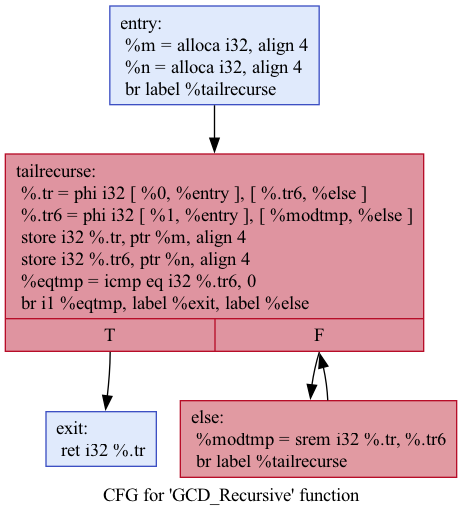 entry:
%m = alloca i32, align 4
%n = alloca i32, align 4
br label %tailrecurse
tailrecurse:
%.tr = phi i32 [ %0, %entry ], [ %.tr6, %else ]
%.tr6 = phi i32 [ %1, %entry ], [ %modtmp, %else ]
store i32 %.tr, ptr %m, align 4
store i32 %.tr6, ptr %n, align 4
%eqtmp = icmp eq i32 %.tr6, 0
br i1 %eqtmp, label %exit, label %else
T
F
exit:
ret i32 %.tr
else:
%modtmp = srem i32 %.tr, %.tr6
br label %tailrecurse
CFG for 'GCD_Recursive' function